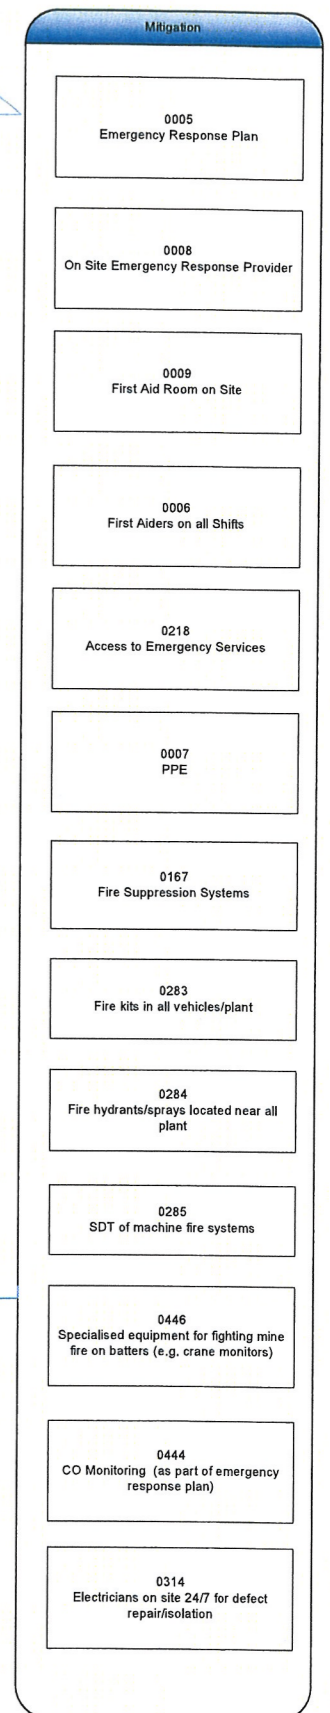 Mitigation
0005
Emergency Response Plan
0008
On Site Emergency Response Provider
0009
First Aid Room on Site
0006
First Aiders on all Shifts
0218
Access to Emergency Services
0007
PPE
0167
Fire Suppression Systems
0283
Fire kits in all vehicles/plant
0284
Fire hydrants/sprays located near all
plant
0285
SDT of machine fire systems
0446
Specialised equipment for fighting mine
fire on batters (e.g. crane monitors)
0444
CO Monitoring (as part of emergency
response plan)
0314
Electricians on site 24/7 for defect
repair/isolation